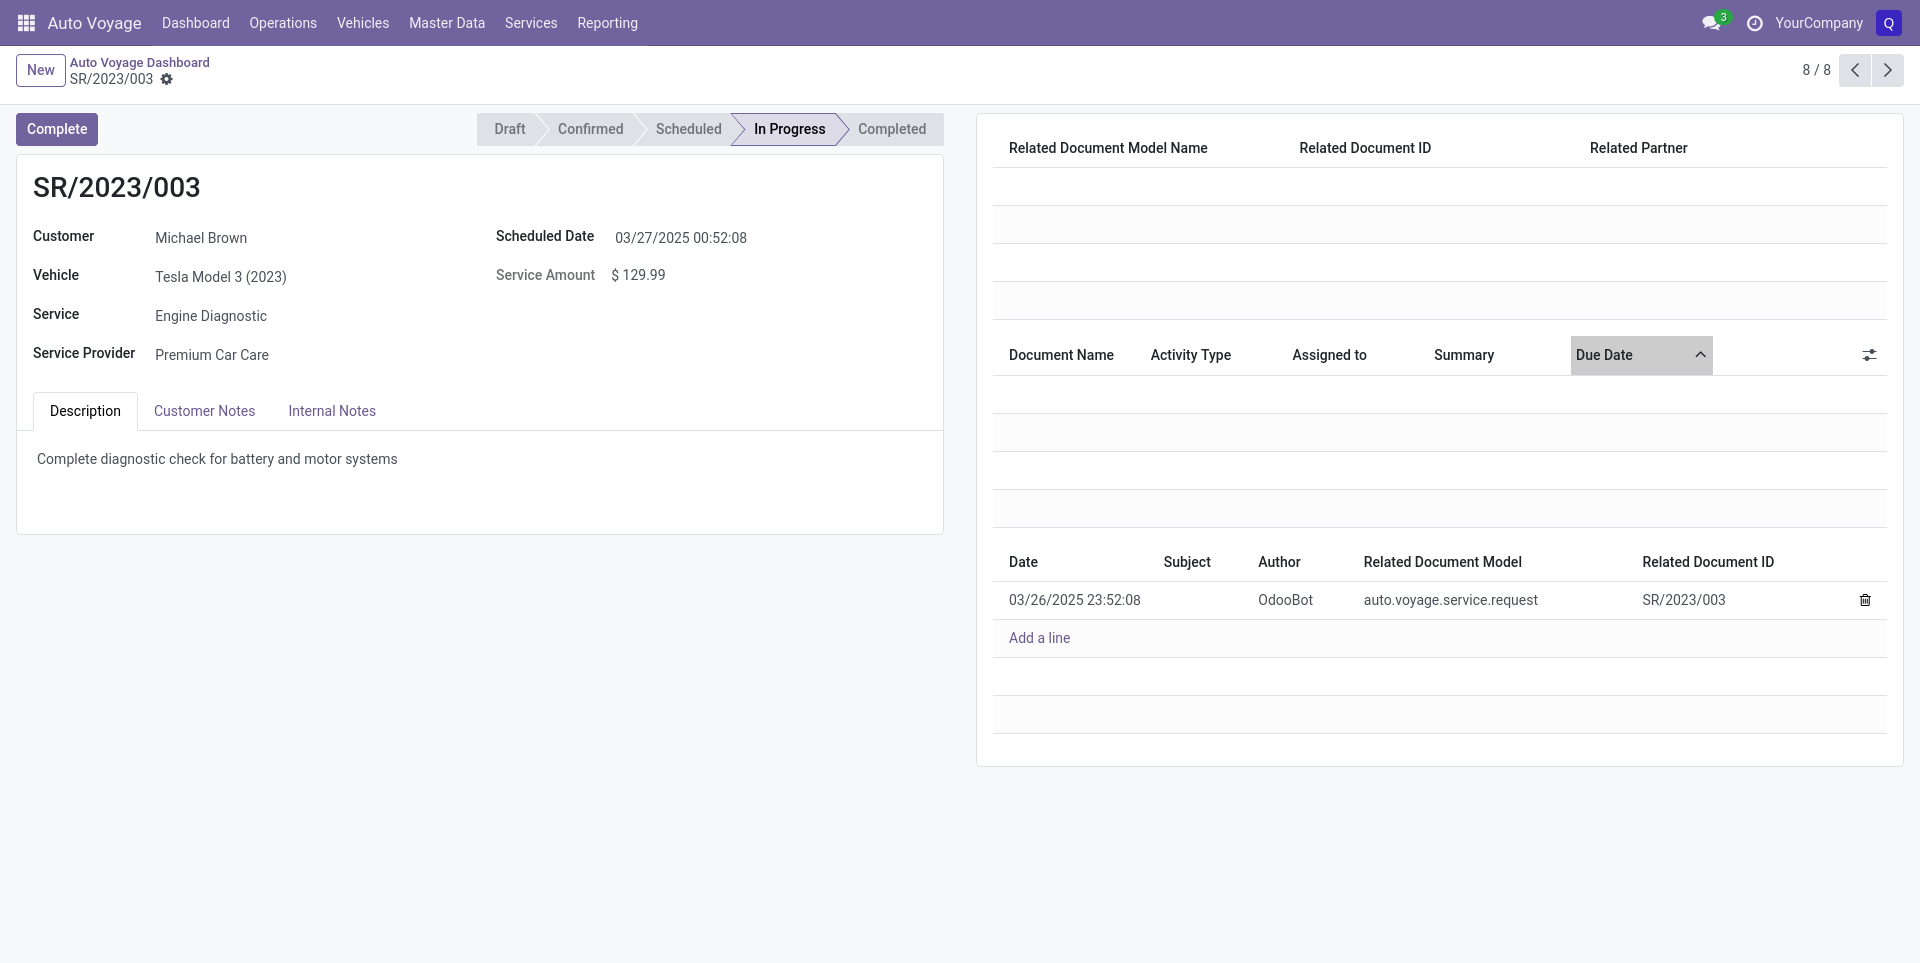 Auto Voyage Dashboard Operations Vehicles Master Data Services Reporting 3 YourCompany Q
New Auto Voyage Dashboard
SR/2023/003
8 / 8
Complete
Draft Confirmed Scheduled In Progress Completed
SR/2023/003
Customer Michael Brown Scheduled Date 03/27/2025 00:52:08
Vehicle Tesla Model 3 (2023) Service Amount $ 129.99
Service Engine Diagnostic
Service Provider Premium Car Care
Description Customer Notes Internal Notes
Complete diagnostic check for battery and motor systems
Related Document Model Name Related Document ID Related Partner
Document Name Activity Type Assigned to Summary Due Date
Date Subject Author Related Document Model Related Document ID
03/26/2025 23:52:08 OdooBot auto.voyage.service.request SR/2023/003
Add a line